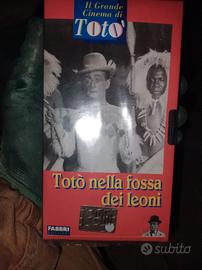 Il Grande
Cinema di
Totò
Totò nella fossa
dei leoni
FABBRI
subito